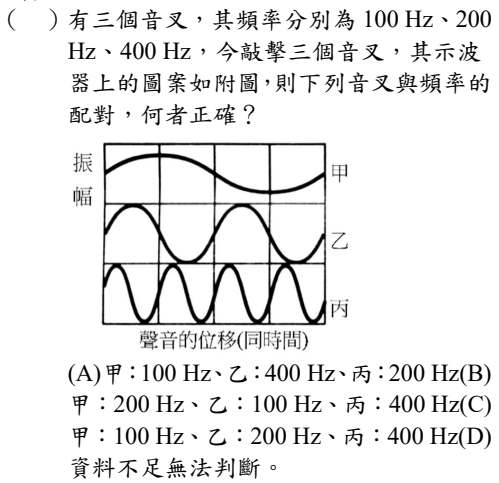 (　)有三個音叉，其頻率分別為 100 Hz、200
Hz、400 Hz，今敲擊三個音叉，其示波
器上的圖案如附圖，則下列音叉與頻率的
配對，何者正確？
振
幅
甲
乙
丙
聲音的位移(同時間)
(A)甲：100 Hz、乙：400 Hz、丙：200 Hz(B)
甲：200 Hz、乙：100 Hz、丙：400 Hz(C)
甲：100 Hz、乙：200 Hz、丙：400 Hz(D)
資料不足無法判斷。